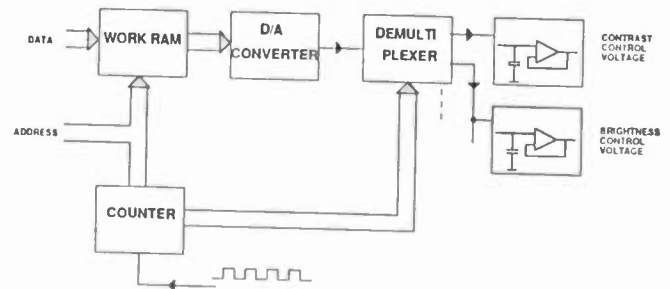 DATA
WORK RAM
D/A
CONVERTER
DEMULTI
PLEXER
CONTRAST
CONTROL
VOLTAGE
ADDRESS
BRIGHTNESS
CONTROL
VOLTAGE
COUNTER